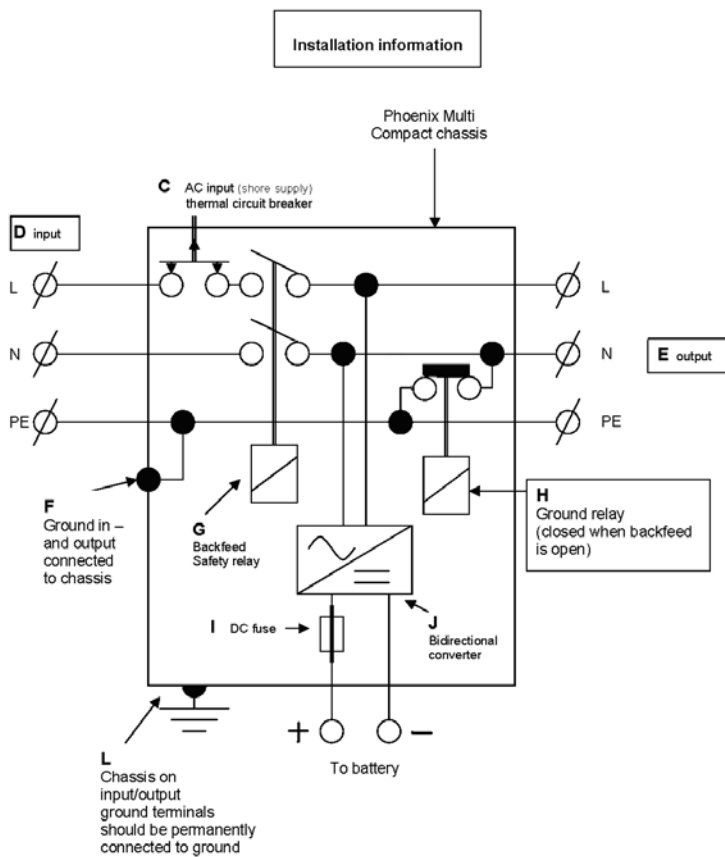 Installation information
Phoenix Multi
Compact chassis
C AC input (shore supply)
thermal circuit breaker
D input
L
L
N
N
E output
PE
PE
F
Ground in –
and output
connected
to chassis
G
Backfeed
Safety relay
H
Ground relay
(closed when backfeed
is open)
I DC fuse
J
Bidirectional
converter
+
–
To battery
L
Chassis on
input/output
ground terminals
should be permanently
connected to ground